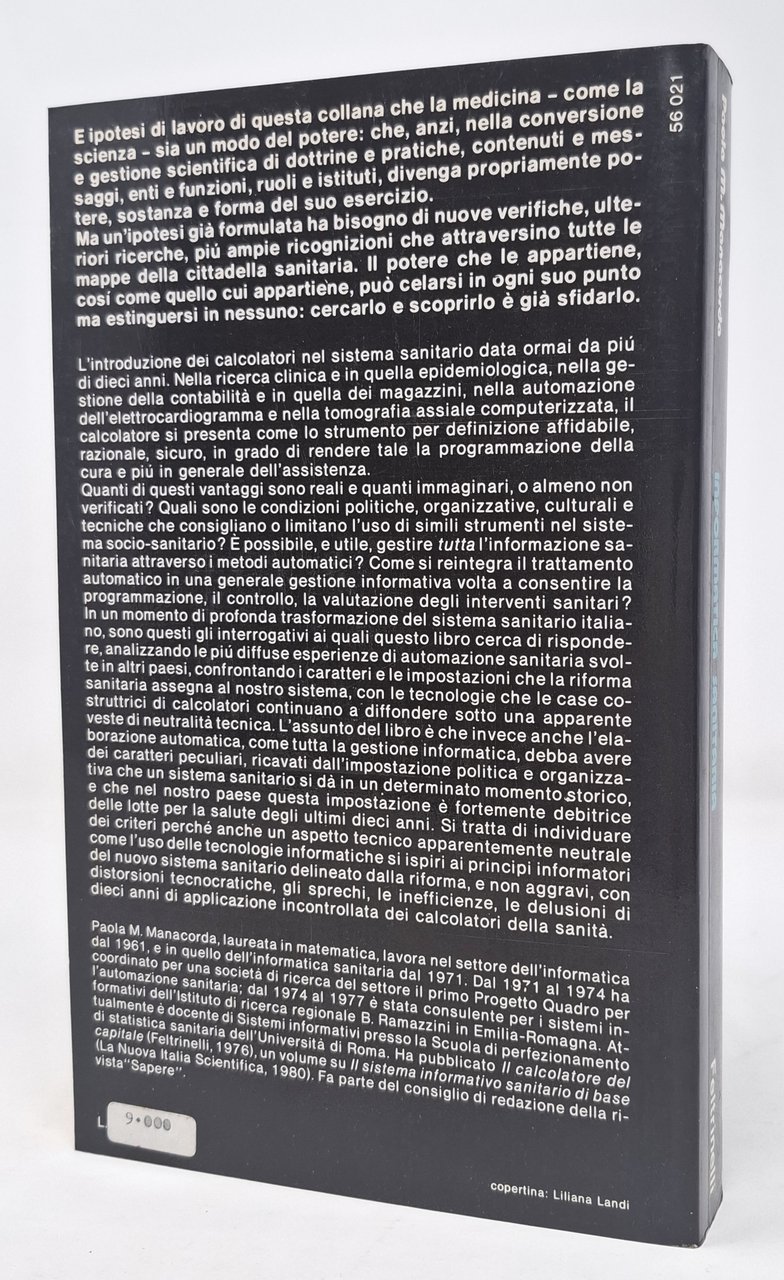 E ipotesi di lavoro di questa collana che la medicina – come la
scienza – sia un modo del potere: che, anzi, nella conversione
e gestione scientifica di dottrine e pratiche, contenuti e mes-
saggi, enti e funzioni, ruoli e istituti, divenga propriamente po-
tere, sostanza e forma del suo esercizio.
Ma un'ipotesi già formulata ha bisogno di nuove verifiche, ulte-
riori ricerche, piú ampie ricognizioni che attraversino tutte le
mappe della cittadella sanitaria. Il potere che le appartiene,
cosí come quello cui appartiene, può celarsi in ogni suo punto
ma estinguersi in nessuno: cercarlo e scoprirlo è già sfidarlo.
L'introduzione dei calcolatori nel sistema sanitario data ormai da piú
di dieci anni. Nella ricerca clinica e in quella epidemiologica, nella ge-
stione della contabilità e in quella dei magazzini, nella automazione
dell'elettrocardiogramma e nella tomografia assiale computerizzata, il
calcolatore si presenta come lo strumento per definizione affidabile,
razionale, sicuro, in grado di rendere tale la programmazione della
cura e piú in generale dell'assistenza.
Quanti di questi vantaggi sono reali e quanti immaginari, o almeno non
verificati? Quali sono le condizioni politiche, organizzative, culturali e
tecniche che consigliano o limitano l'uso di simili strumenti nel siste-
ma socio-sanitario? È possibile, e utile, gestire tutta l'informazione sa-
nitaria attraverso i metodi automatici? Come si reintegra il trattamento
automatico in una generale gestione informativa volta a consentire la
programmazione, il controllo, la valutazione degli interventi sanitari?
In un momento di profonda trasformazione del sistema sanitario italia-
no, sono questi gli interrogativi ai quali questo libro cerca di risponde-
re, analizzando le piú diffuse esperienze di automazione sanitaria svol-
te in altri paesi, confrontando i caratteri e le impostazioni che la riforma
sanitaria assegna al nostro sistema, con le tecnologie che le case co-
struttrici di calcolatori continuano a diffondere sotto una apparente
veste di neutralità tecnica. L'assunto del libro è che invece anche l'ela-
borazione automatica, come tutta la gestione informatica, debba avere
dei caratteri peculiari, ricavati dall'impostazione politica e organizza-
tiva che un sistema sanitario si dà in un determinato momento storico,
e che nel nostro paese questa impostazione è fortemente debitrice
delle lotte per la salute degli ultimi dieci anni. Si tratta di individuare
dei criteri perché anche un aspetto tecnico apparentemente neutrale
come l'uso delle tecnologie informatiche si ispiri ai principi informatori
del nuovo sistema sanitario delineato dalla riforma, e non aggravi, con
distorsioni tecnocratiche, gli sprechi, le inefficienze, le delusioni di
dieci anni di applicazione incontrollata dei calcolatori della sanità.
Paola M. Manacorda, laureata in matematica, lavora nel settore dell'informatica
dal 1961, e in quello dell'informatica sanitaria dal 1971. Dal 1971 al 1974 ha
coordinato per una società di ricerca del settore il primo Progetto Quadro per
l'automazione sanitaria; dal 1974 al 1977 è stata consulente per i sistemi in-
formativi dell'Istituto di ricerca regionale B. Ramazzini in Emilia-Romagna. At-
tualmente è docente di Sistemi informativi presso la Scuola di perfezionamento
di statistica sanitaria dell'Università di Roma. Ha pubblicato Il calcolatore del
capitale (Feltrinelli, 1976), un volume su Il sistema informativo sanitario di base
(La Nuova Italia Scientifica, 1980). Fa parte del consiglio di redazione della ri-
vista "Sapere".
L.
9.000
copertina: Liliana Landi
56 021
Paola M. Manacorda
informatica sanitaria
Feltrinelli